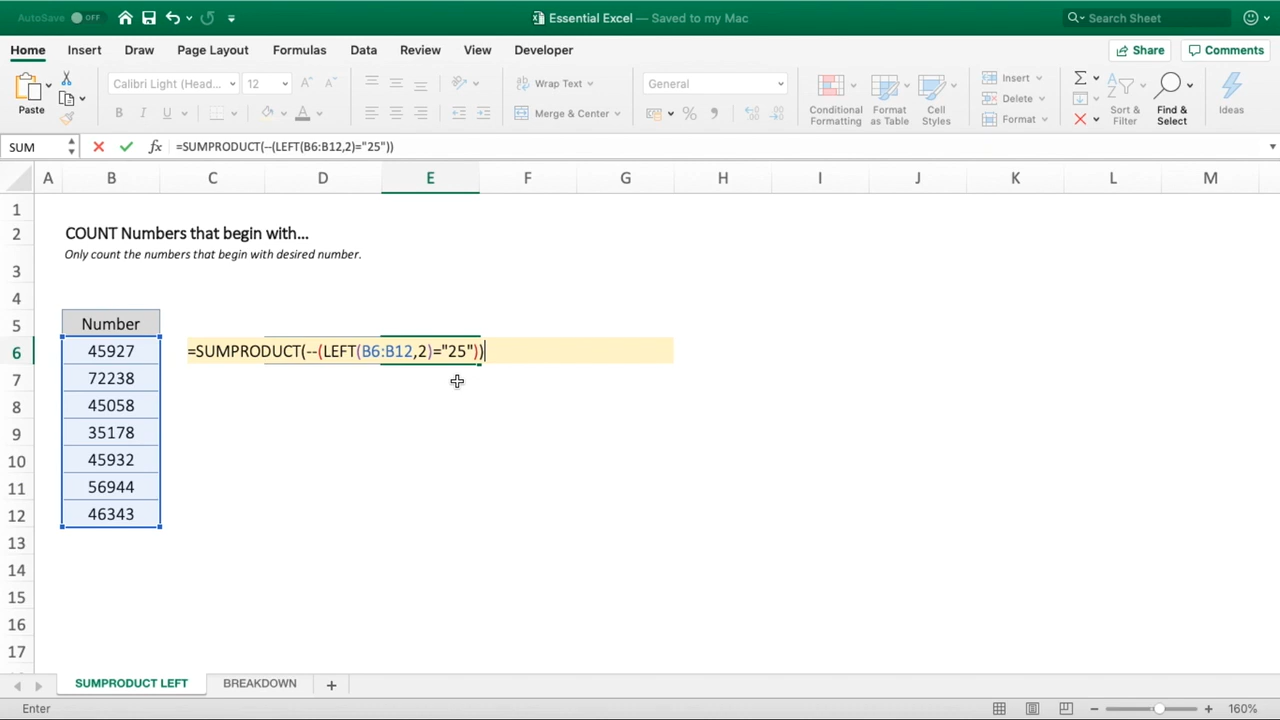 AutoSave OFF
Essential Excel — Saved to my Mac
Search Sheet
Home Insert Draw Page Layout Formulas Data Review View Developer
Share Comments
Paste
Calibri Light (Head... 12
Wrap Text
General
Insert
Delete
Format
B I U A
Merge & Center
Conditional Formatting
Format as Table
Cell Styles
Sort & Filter
Find & Select
Ideas
SUM fx =SUMPRODUCT(--(LEFT(B6:B12,2)="25"))
A B C D E F G H I J K L M
1
2 COUNT Numbers that begin with...
3 Only count the numbers that begin with desired number.
4
5 Number
6 45927 =SUMPRODUCT(--(LEFT(B6:B12,2)="25"))
7 72238
8 45058
9 35178
10 45932
11 56944
12 46343
13
14
15
16
17
SUMPRODUCT LEFT BREAKDOWN
Enter 160%